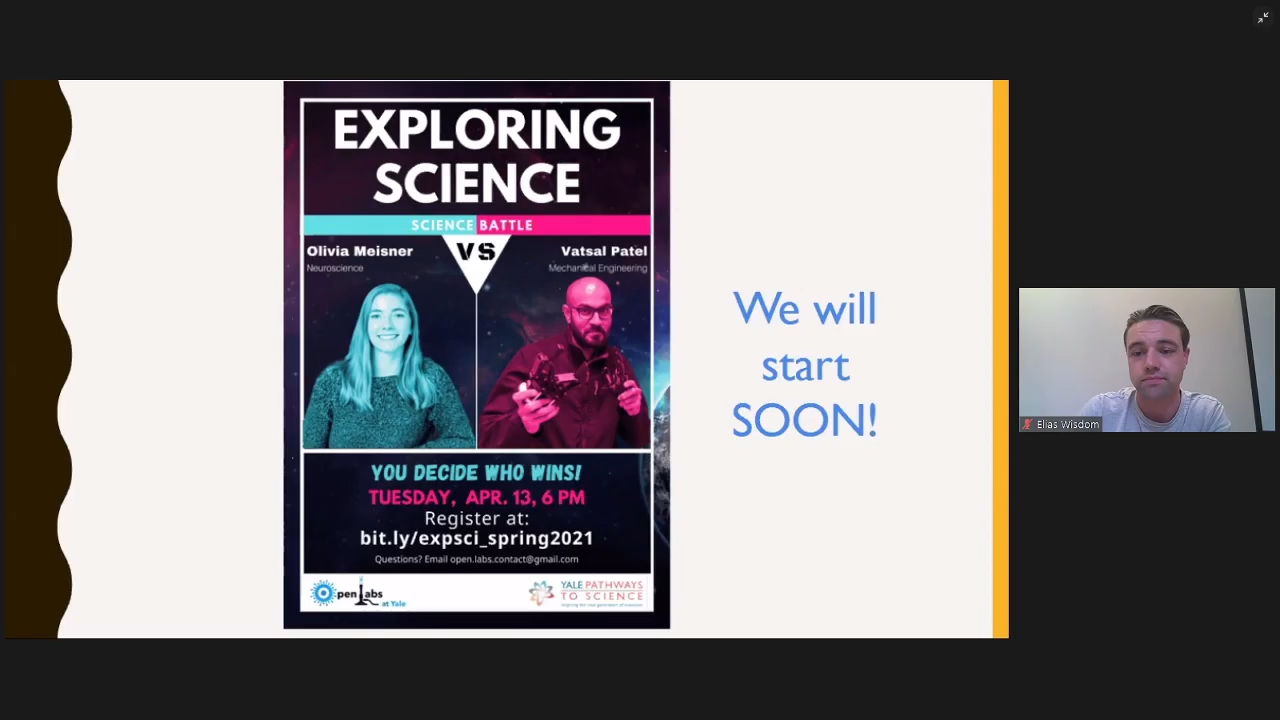 EXPLORING
SCIENCE
SCIENCE BATTLE
VS
Olivia Meisner
Neuroscience
Vatsal Patel
Mechanical Engineering
YOU DECIDE WHO WINS!
TUESDAY, APR. 13, 6 PM
Register at:
bit.ly/expsci_spring2021
Questions? Email open.labs.contact@gmail.com
Open Labs
at Yale
YALE PATHWAYS
TO SCIENCE
We will
start
SOON!
Elias Wisdom